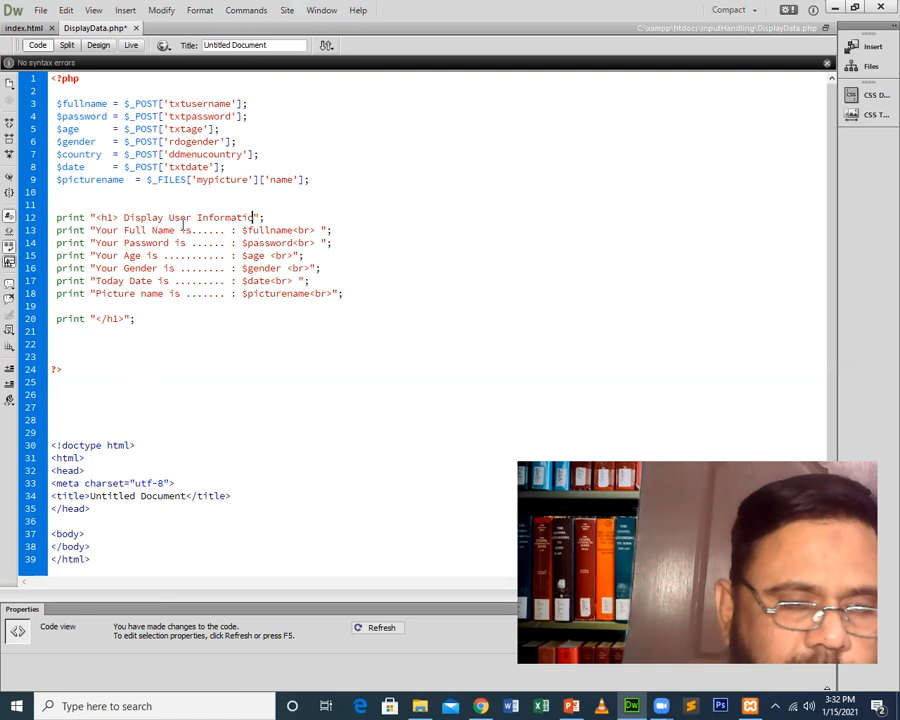 Dw File Edit View Insert Modify Format Commands Site Window Help Compact
index.html × DisplayData.php* × C:\xampp\htdocs\InputHandling\DisplayData.php
Code Split Design Live Title: Untitled Document
No syntax errors
1 <?php
2
3 $fullname = $_POST['txtusername'];
4 $password = $_POST['txtpassword'];
5 $age      = $_POST['txtage'];
6 $gender   = $_POST['rdogender'];
7 $country  = $_POST['ddmenucountry'];
8 $date     = $_POST['txtdate'];
9 $picturename  = $_FILES['mypicture']['name'];
10
11
12 print "<h1> Display User Informatic";
13 print "Your Full Name is...... : $fullname<br> ";
14 print "Your Password is ...... : $password<br> ";
15 print "Your Age is ........... : $age <br>";
16 print "Your Gender is ........ : $gender <br>";
17 print "Today Date is ......... : $date<br> ";
18 print "Picture name is ....... : $picturename<br>";
19
20 print "</h1>";
21
22
23
24 ?>
25
26
27
28
29
30 <!doctype html>
31 <html>
32 <head>
33 <meta charset="utf-8">
34 <title>Untitled Document</title>
35 </head>
36
37 <body>
38 </body>
39 </html>
Insert
Files
CSS D...
CSS T...
Properties
Code view
You have made changes to the code.
To edit selection properties, click Refresh or press F5.
Refresh
Type here to search
3:32 PM
1/15/2021
2